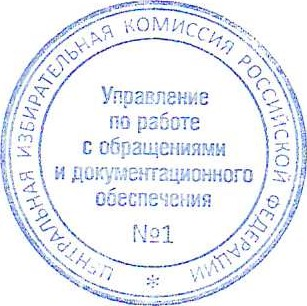 ЦЕНТРАЛЬНАЯ ИЗБИРАТЕЛЬНАЯ КОМИССИЯ РОССИЙСКОЙ ФЕДЕРАЦИИ *
Управление
по работе
с обращениями
и документационного
обеспечения
№1